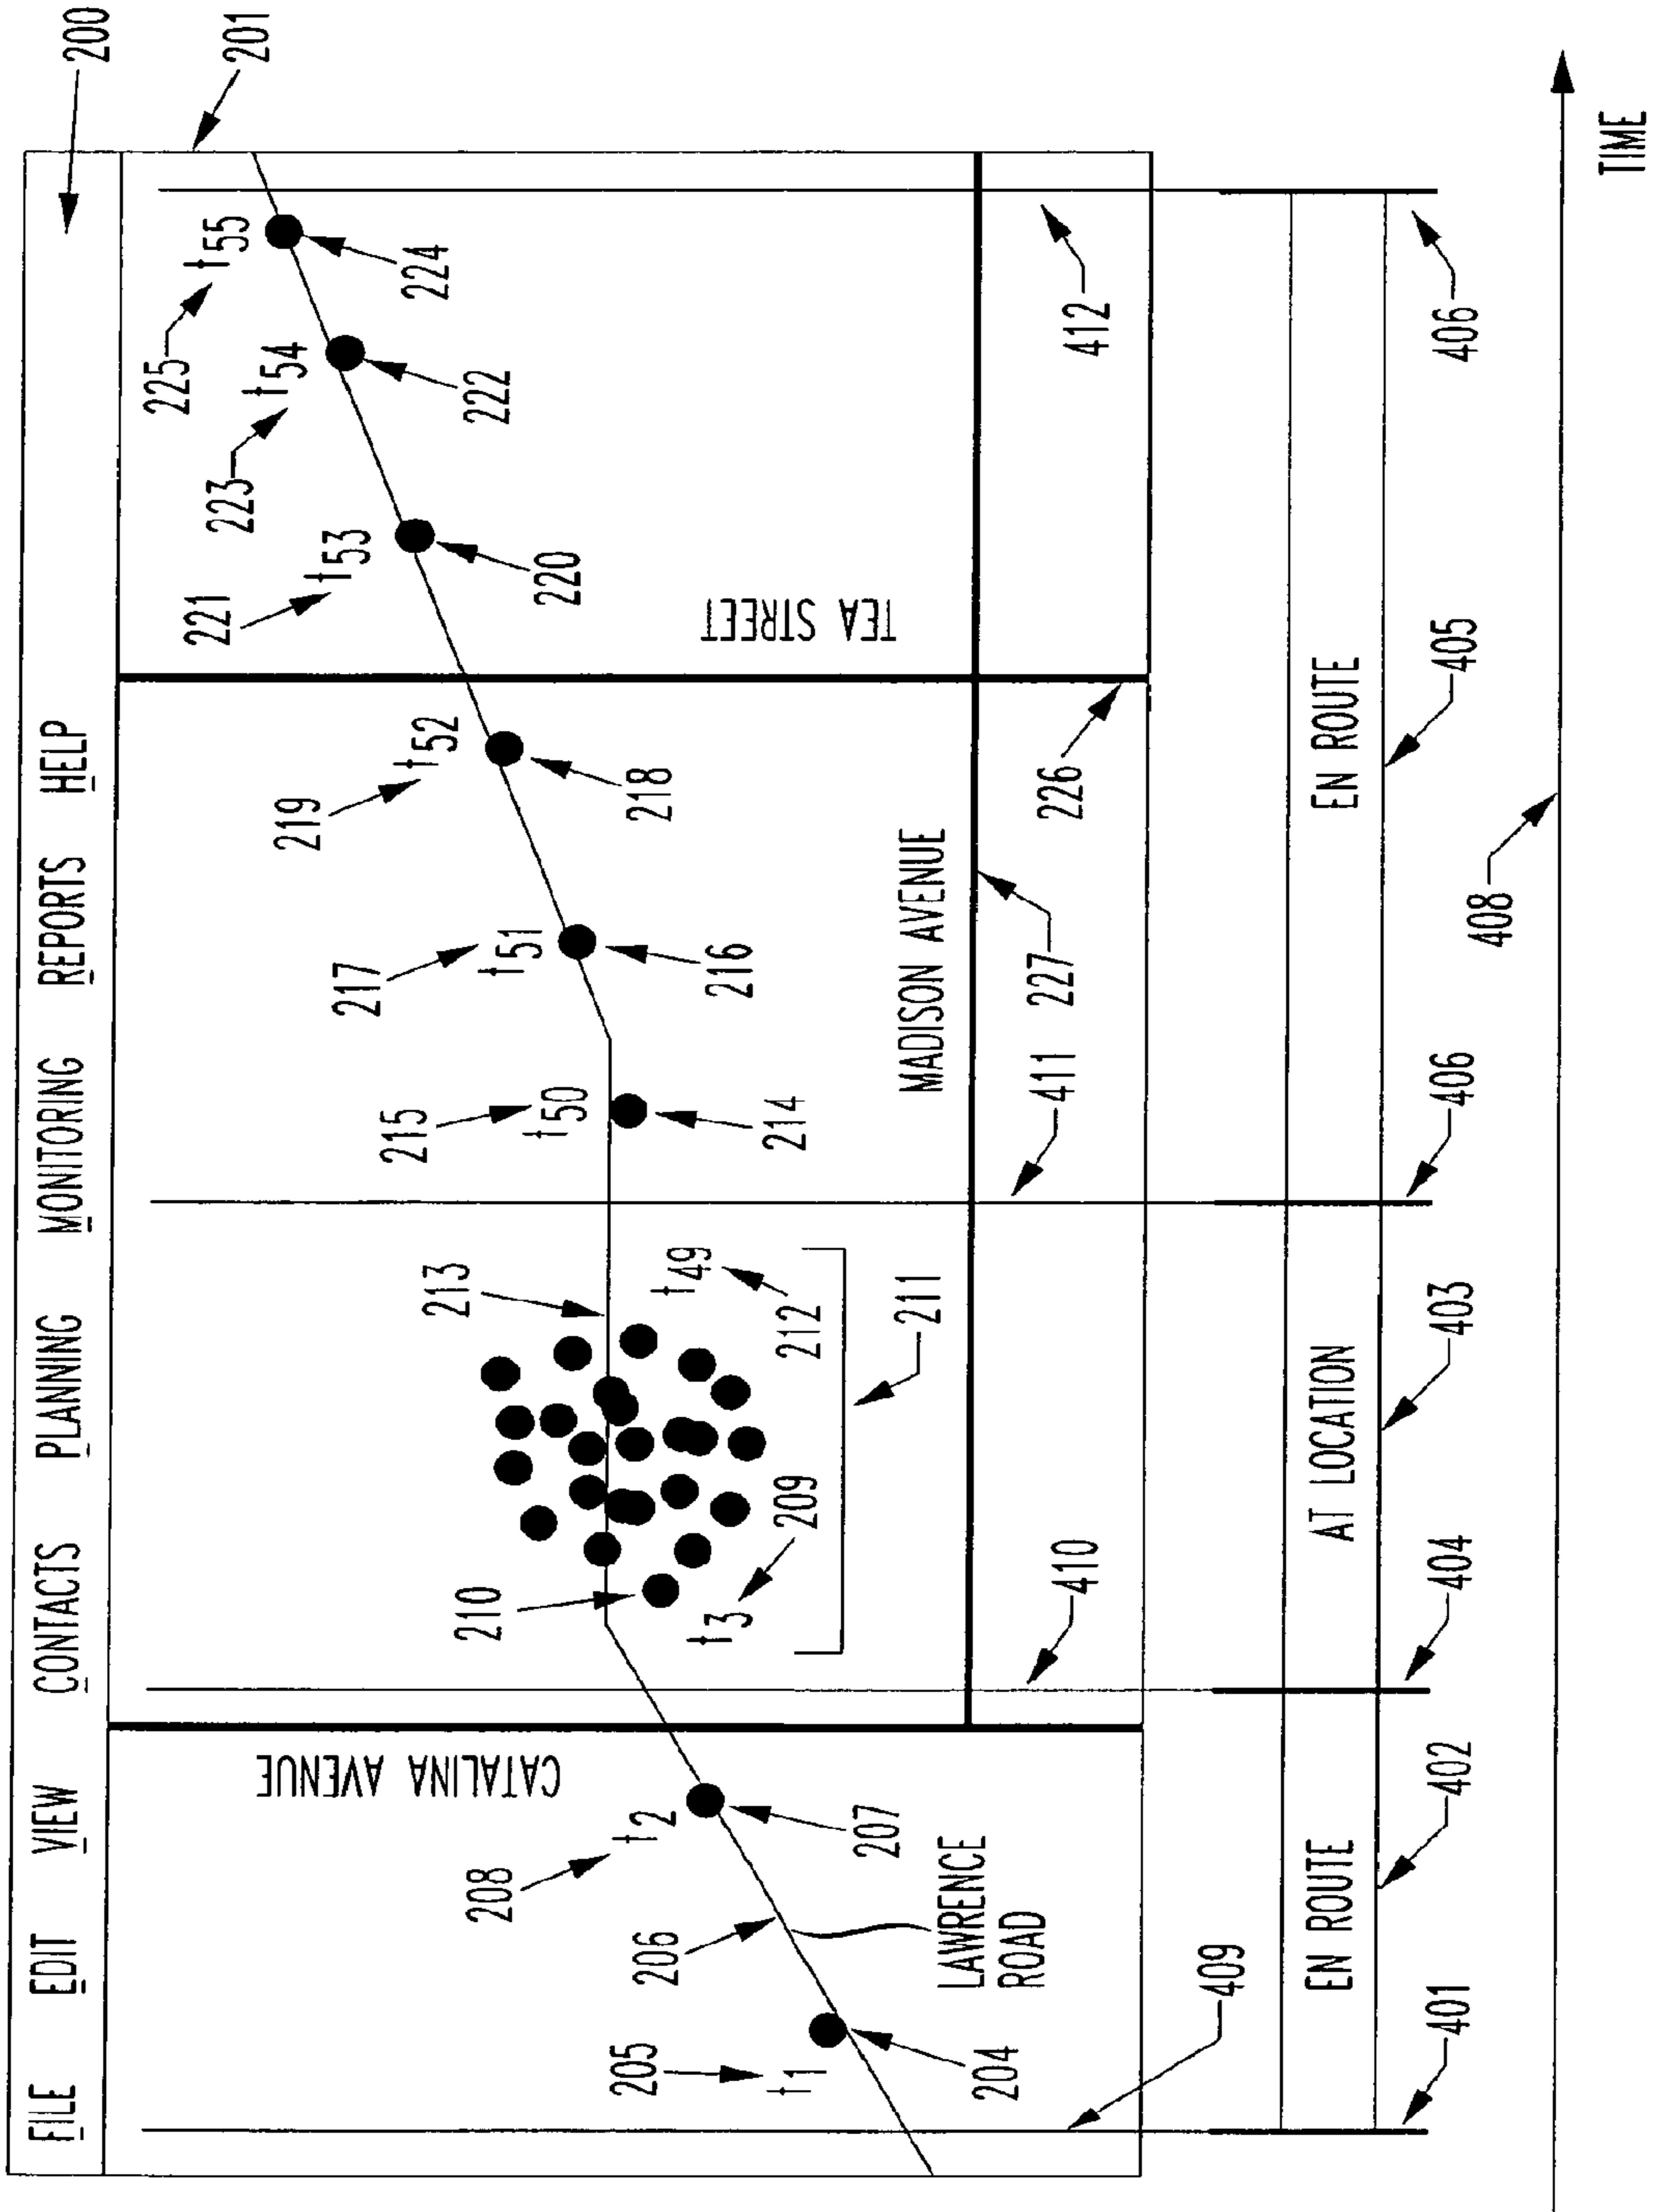 FILE EDIT VIEW CONTACTS PLANNING MONITORING REPORTS HELP
200
201
225
t55
223
t54
221
t53
224
222
219
t52
220
217
t51
218
215
t50
216
213
214
210
t49
212
t3
209
211
208
t2
207
206
205
t1
204
CATALINA AVENUE
TEA STREET
LAWRENCE
ROAD
MADISON AVENUE
227
226
409
410
411
412
EN ROUTE
AT LOCATION
EN ROUTE
401
402
404
403
406
405
406
408
TIME